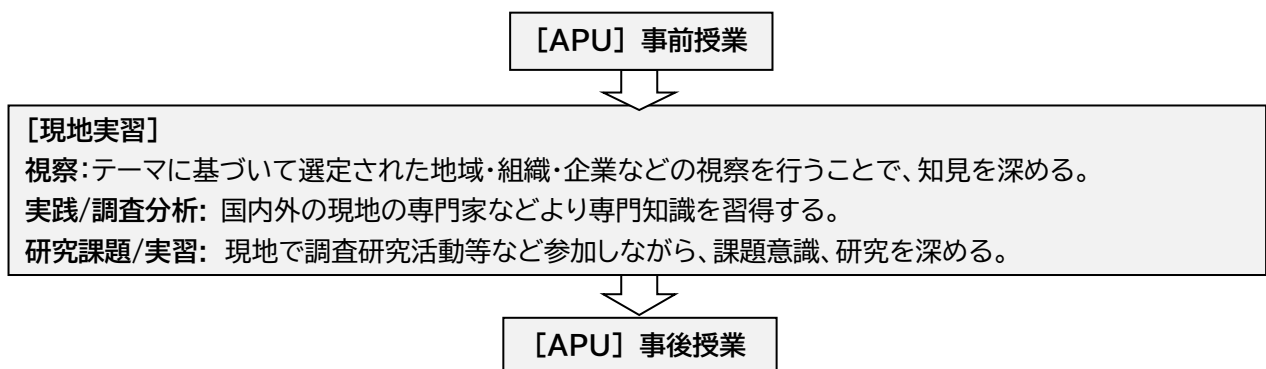 ［APU］ 事前授業
［現地実習］
視察：テーマに基づいて選定された地域・組織・企業などの視察を行うことで、知見を深める。
実践/調査分析: 国内外の現地の専門家などより専門知識を習得する。
研究課題/実習: 現地で調査研究活動等など参加しながら、課題意識、研究を深める。
［APU］ 事後授業